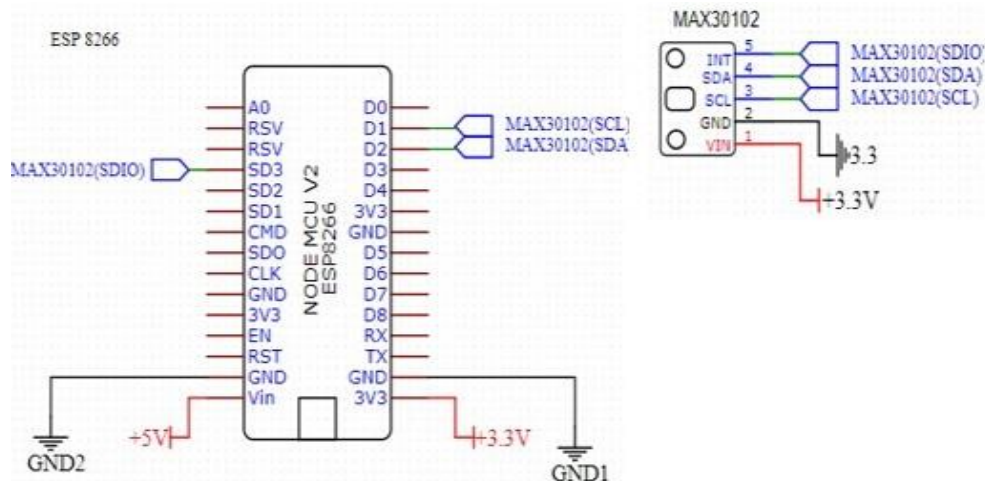 ESP 8266
A0
RSV
RSV
SD3
SD2
SD1
CMD
SDO
CLK
GND
3V3
EN
RST
GND
Vin
MAX30102(SDIO)
+5V
GND2
NODE MCU V2
ESP8266
D0
D1
D2
D3
D4
3V3
GND
D5
D6
D7
D8
RX
TX
GND
3V3
MAX30102(SCL)
MAX30102(SDA
+3.3V
GND1
MAX30102
INT 5 MAX30102(SDIO)
SDA 4 MAX30102(SDA)
SCL 3 MAX30102(SCL)
GND 2
VIN 1
3.3
+3.3V